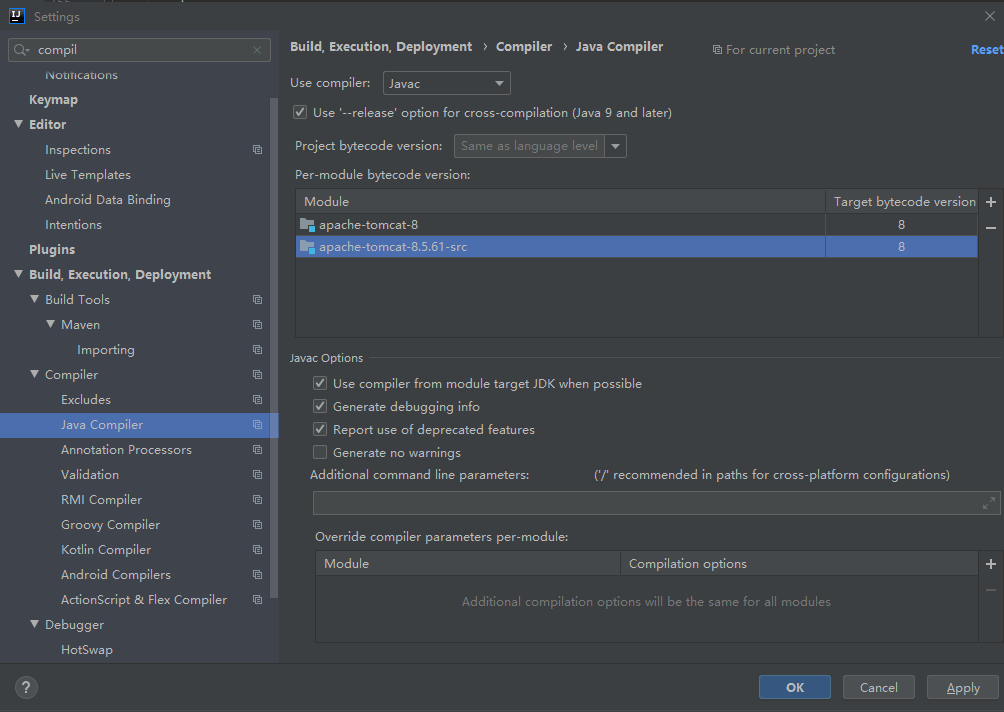 Settings
compil
Notifications
Keymap
Editor
Inspections
Live Templates
Android Data Binding
Intentions
Plugins
Build, Execution, Deployment
Build Tools
Maven
Importing
Compiler
Excludes
Java Compiler
Annotation Processors
Validation
RMI Compiler
Groovy Compiler
Kotlin Compiler
Android Compilers
ActionScript & Flex Compiler
Debugger
HotSwap
Build, Execution, Deployment › Compiler › Java Compiler
For current project
Reset
Use compiler: Javac
Use '--release' option for cross-compilation (Java 9 and later)
Project bytecode version: Same as language level
Per-module bytecode version:
Module Target bytecode version
apache-tomcat-8 8
apache-tomcat-8.5.61-src 8
Javac Options
Use compiler from module target JDK when possible
Generate debugging info
Report use of deprecated features
Generate no warnings
Additional command line parameters: ('/' recommended in paths for cross-platform configurations)
Override compiler parameters per-module:
Module Compilation options
Additional compilation options will be the same for all modules
? OK Cancel Apply